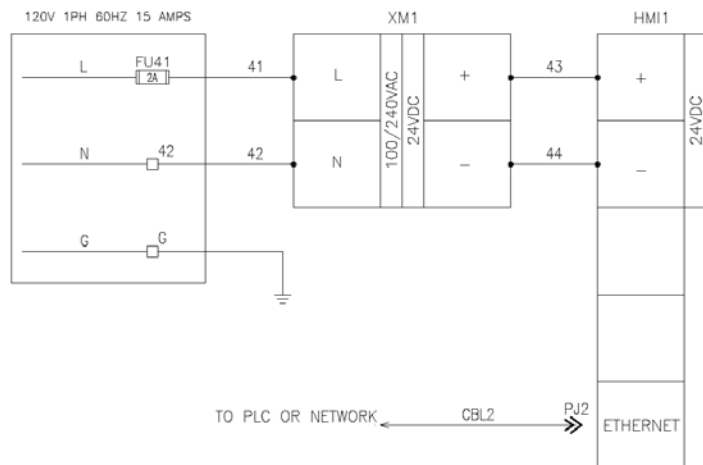 120V 1PH 60HZ 15 AMPS
XM1
HMI1
L
FU41
2A
41
L
100/240VAC
24VDC
+
43
+
24VDC
N
42
42
N
–
44
–
G
G
TO PLC OR NETWORK
CBL2
PJ2
ETHERNET